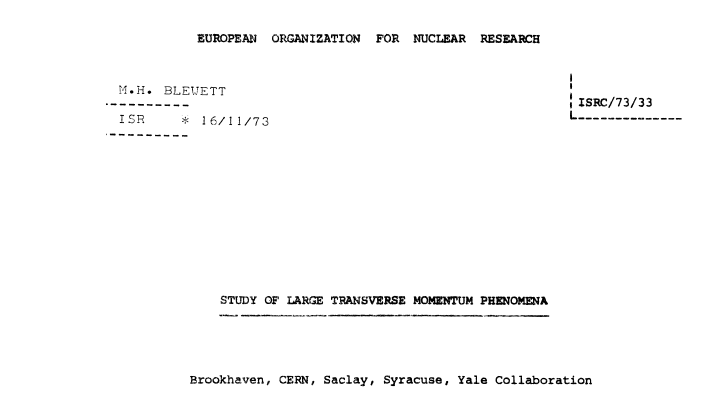 EUROPEAN ORGANIZATION FOR NUCLEAR RESEARCH
M.H. BLEWETT
ISRC/73/33
ISR * 16/11/73
STUDY OF LARGE TRANSVERSE MOMENTUM PHENOMENA
Brookhaven, CERN, Saclay, Syracuse, Yale Collaboration